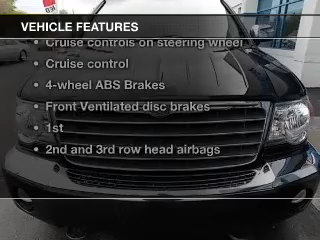 VEHICLE FEATURES
• Cruise controls on steering wheel
• Cruise control
• 4-wheel ABS Brakes
• Front Ventilated disc brakes
• 1st
• 2nd and 3rd row head airbags